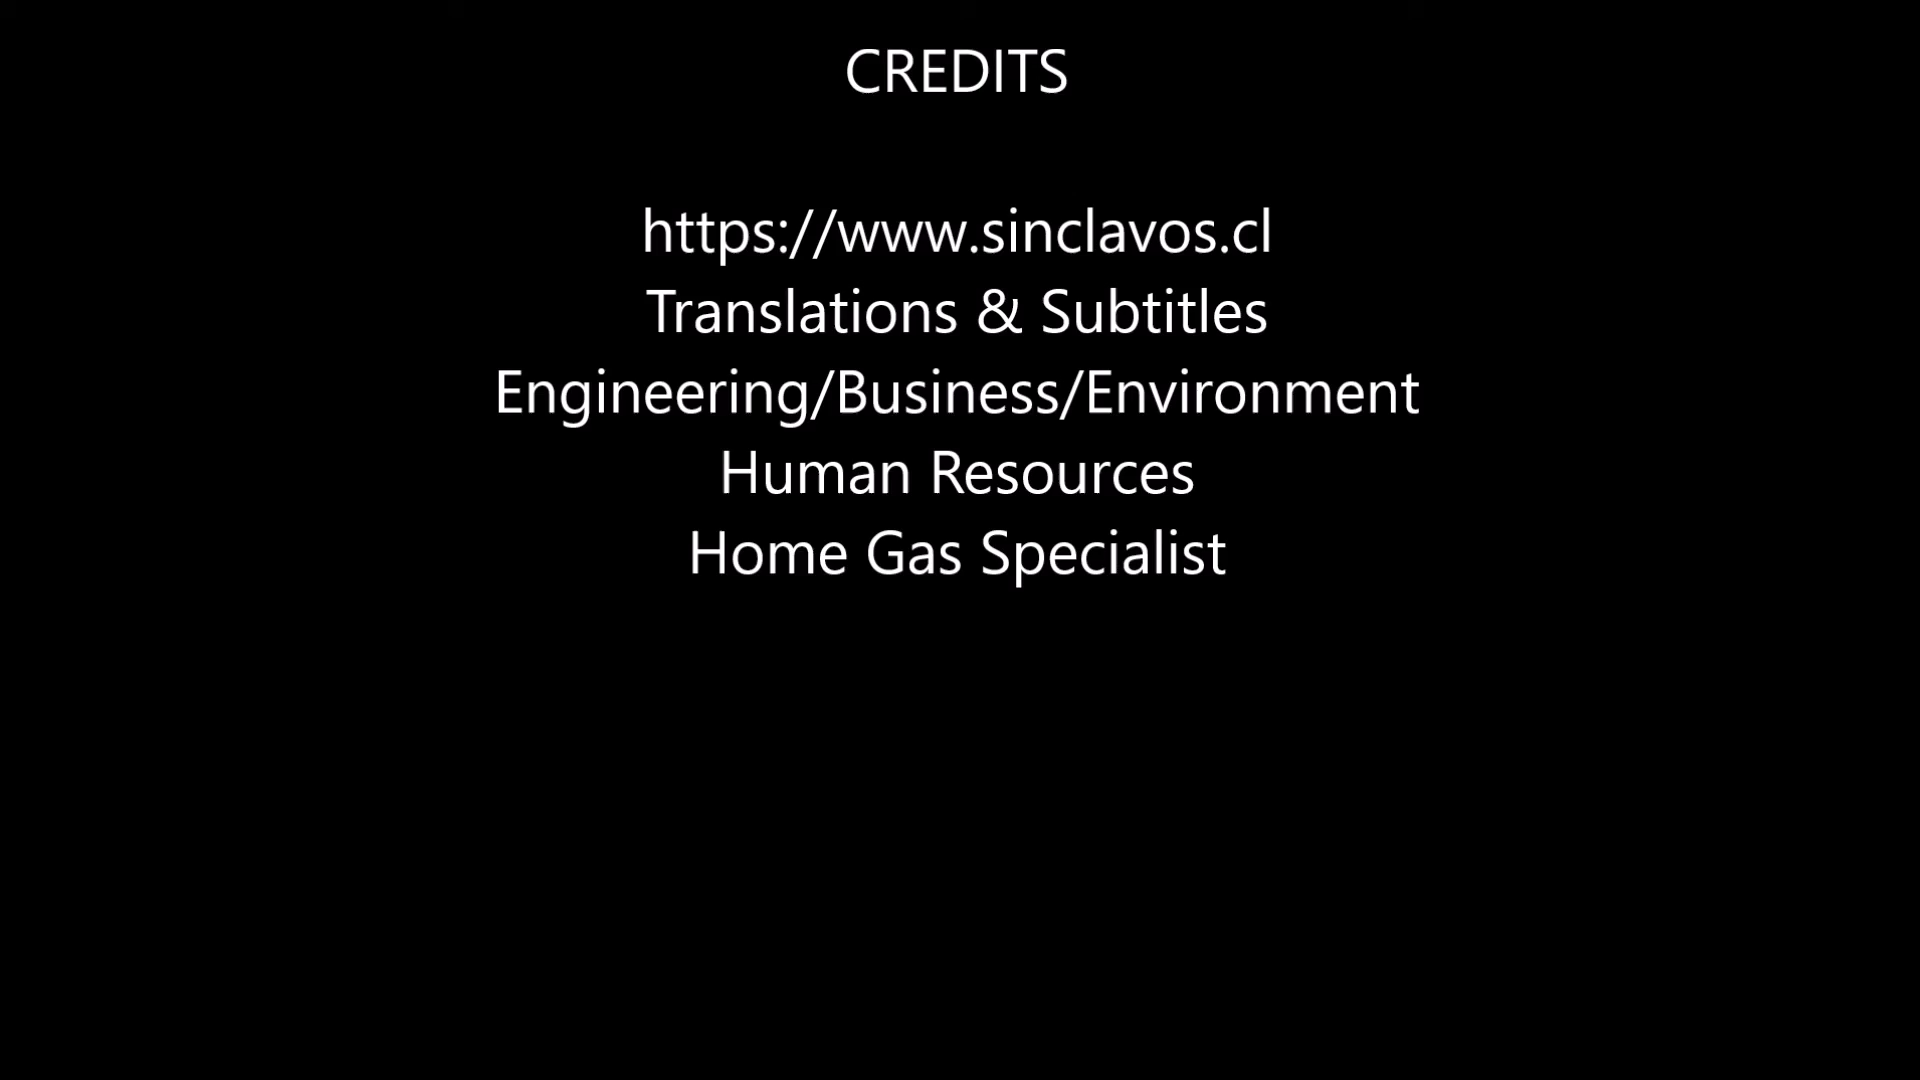 CREDITS
https://www.sinclavos.cl
Translations & Subtitles
Engineering/Business/Environment
Human Resources
Home Gas Specialist